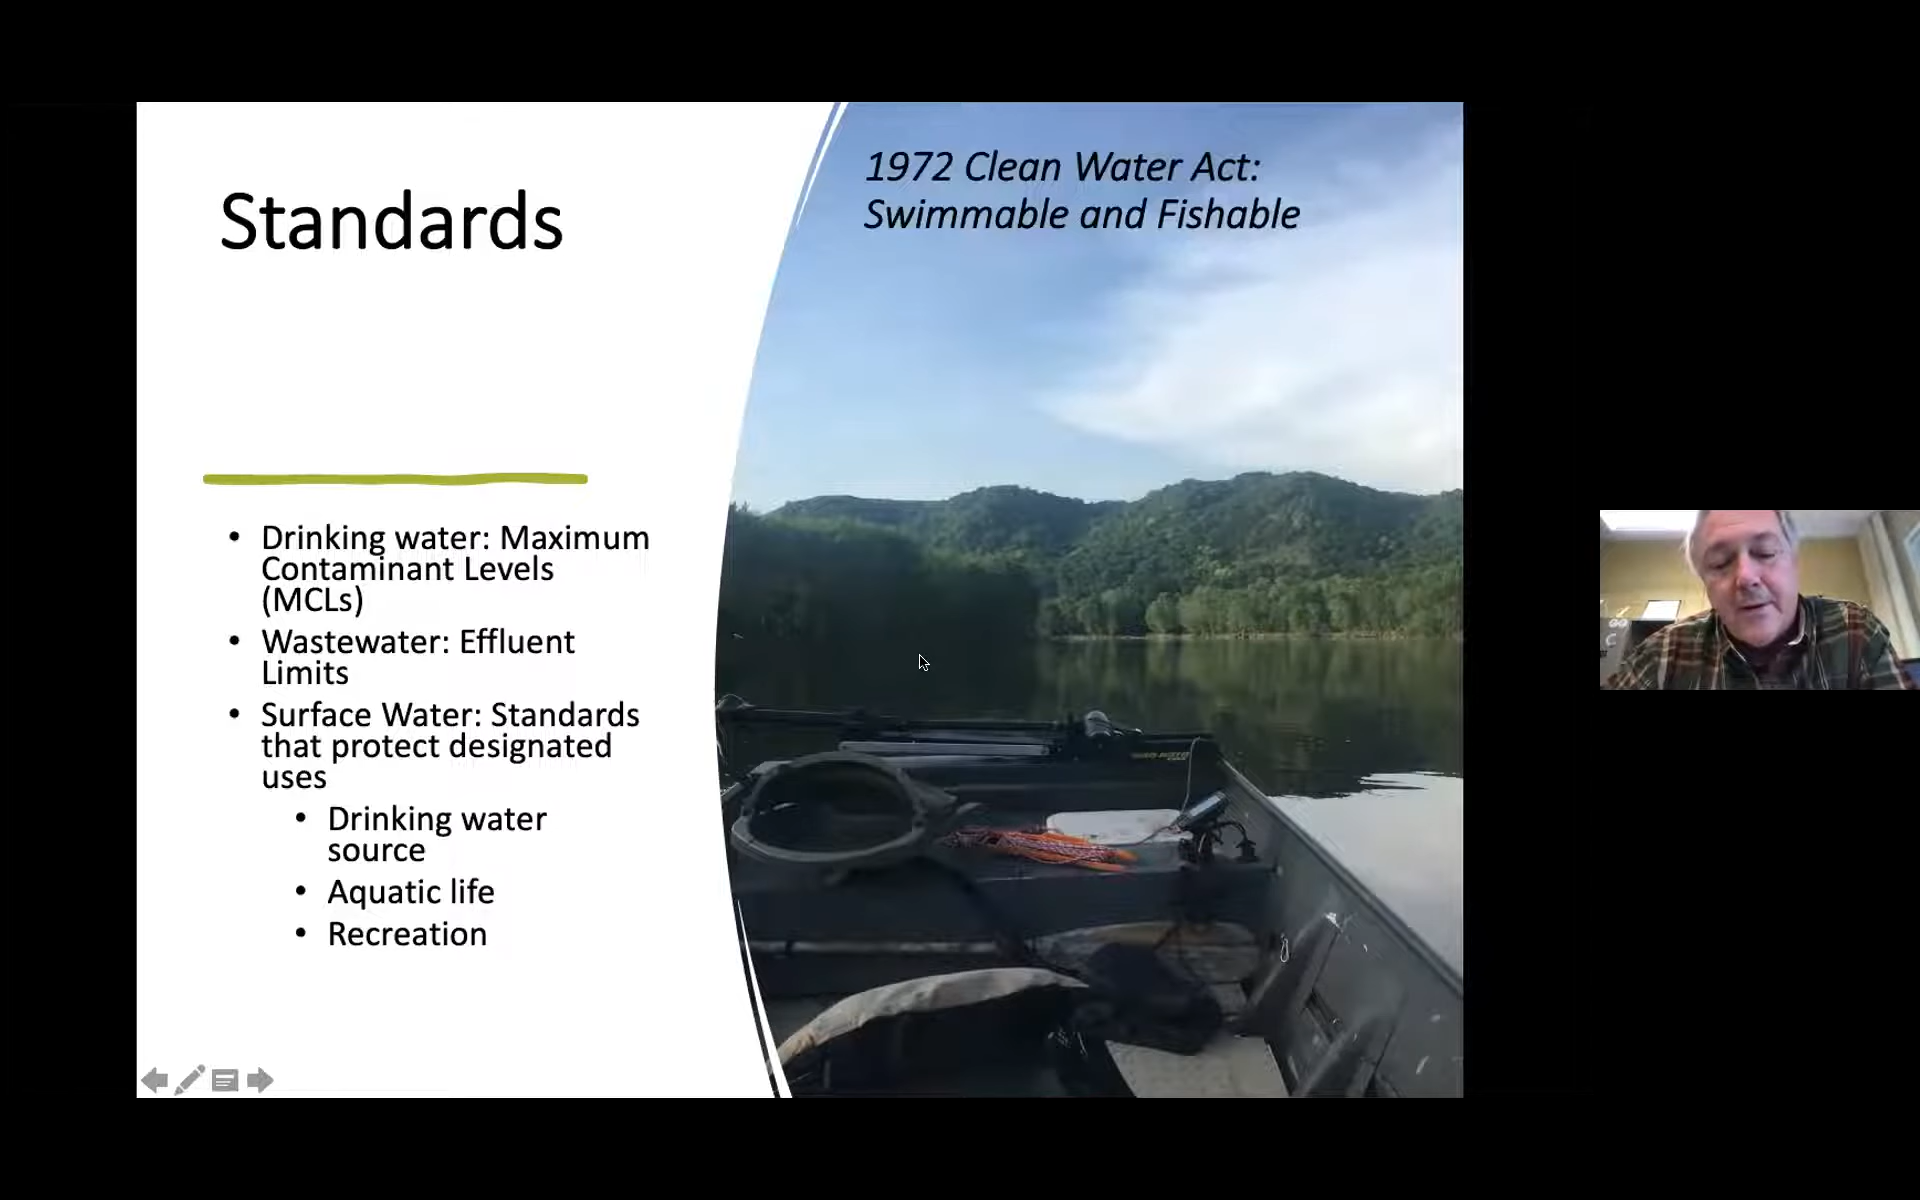 Standards
1972 Clean Water Act:
Swimmable and Fishable
• Drinking water: Maximum
Contaminant Levels
(MCLs)
• Wastewater: Effluent
Limits
• Surface Water: Standards
that protect designated
uses
• Drinking water
source
• Aquatic life
• Recreation